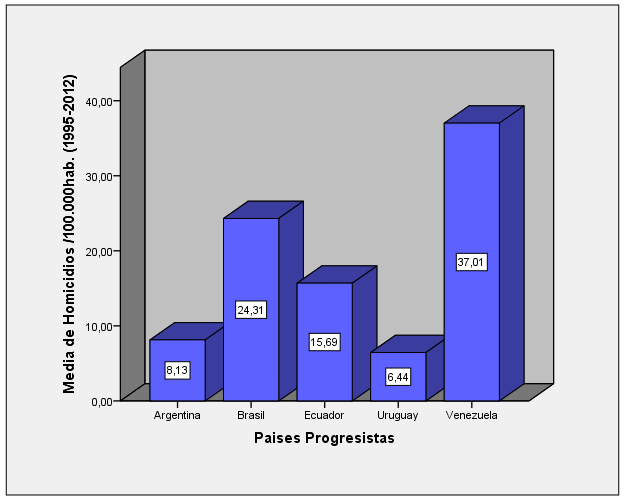 Media de Homicidios /100.000hab. (1995-2012)
40,00
30,00
20,00
10,00
0,00
8,13
24,31
15,69
6,44
37,01
Argentina
Brasil
Ecuador
Uruguay
Venezuela
Paises Progresistas